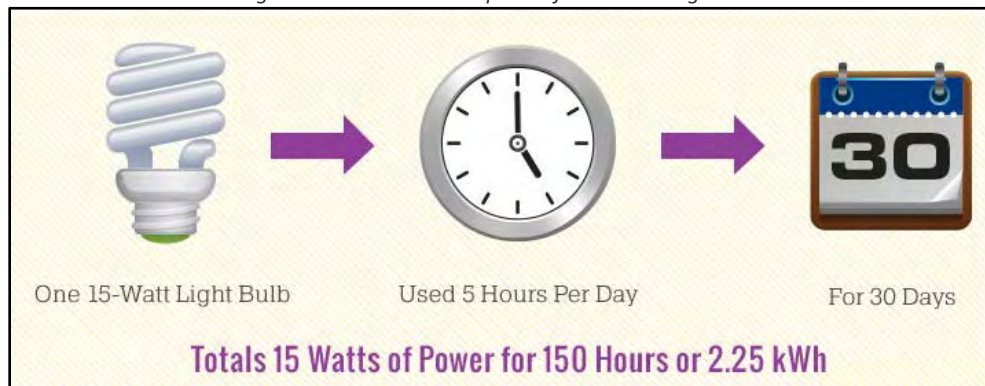 30
One 15-Watt Light Bulb
Used 5 Hours Per Day
For 30 Days
Totals 15 Watts of Power for 150 Hours or 2.25 kWh